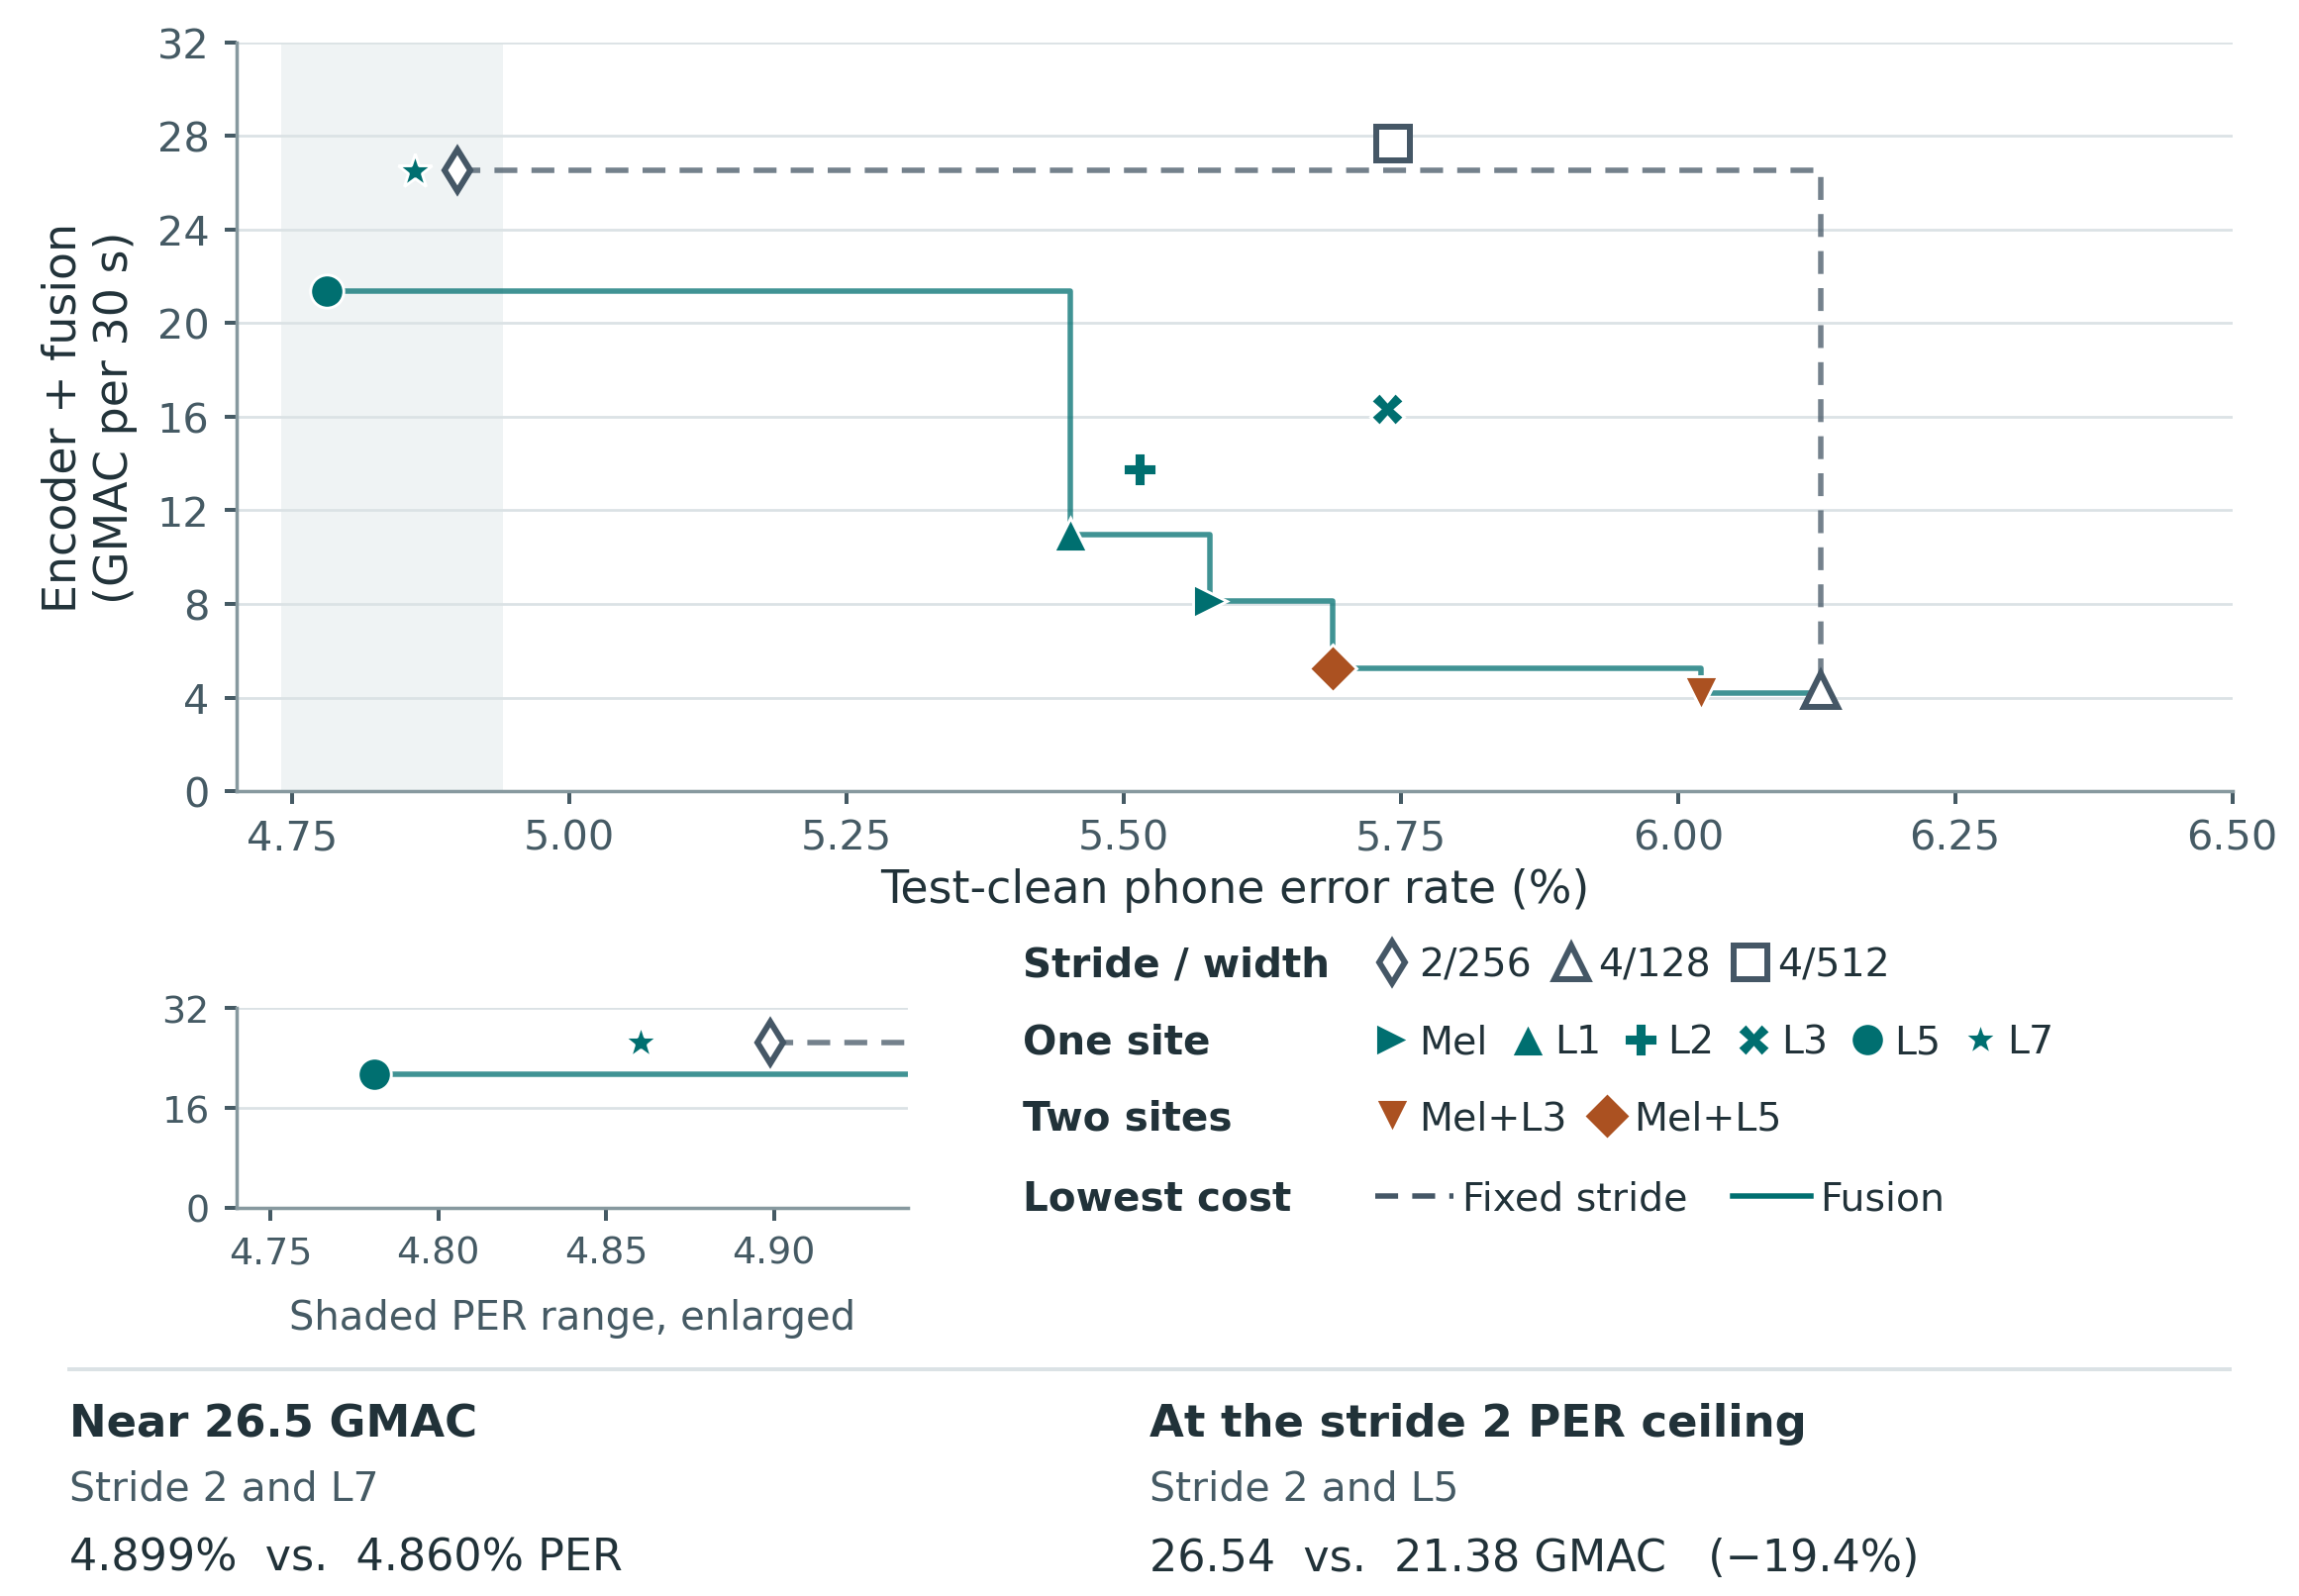 32
28
24
20
16
12
8
4
0
Encoder + fusion
(GMAC per 30 s)
4.75 5.00 5.25 5.50 5.75 6.00 6.25 6.50
Test-clean phone error rate (%)
32
16
0
4.75 4.80 4.85 4.90
Shaded PER range, enlarged
Stride / width 2/256 4/128 4/512
One site Mel L1 L2 L3 L5 L7
Two sites Mel+L3 Mel+L5
Lowest cost Fixed stride Fusion
Near 26.5 GMAC
Stride 2 and L7
4.899% vs. 4.860% PER
At the stride 2 PER ceiling
Stride 2 and L5
26.54 vs. 21.38 GMAC (−19.4%)